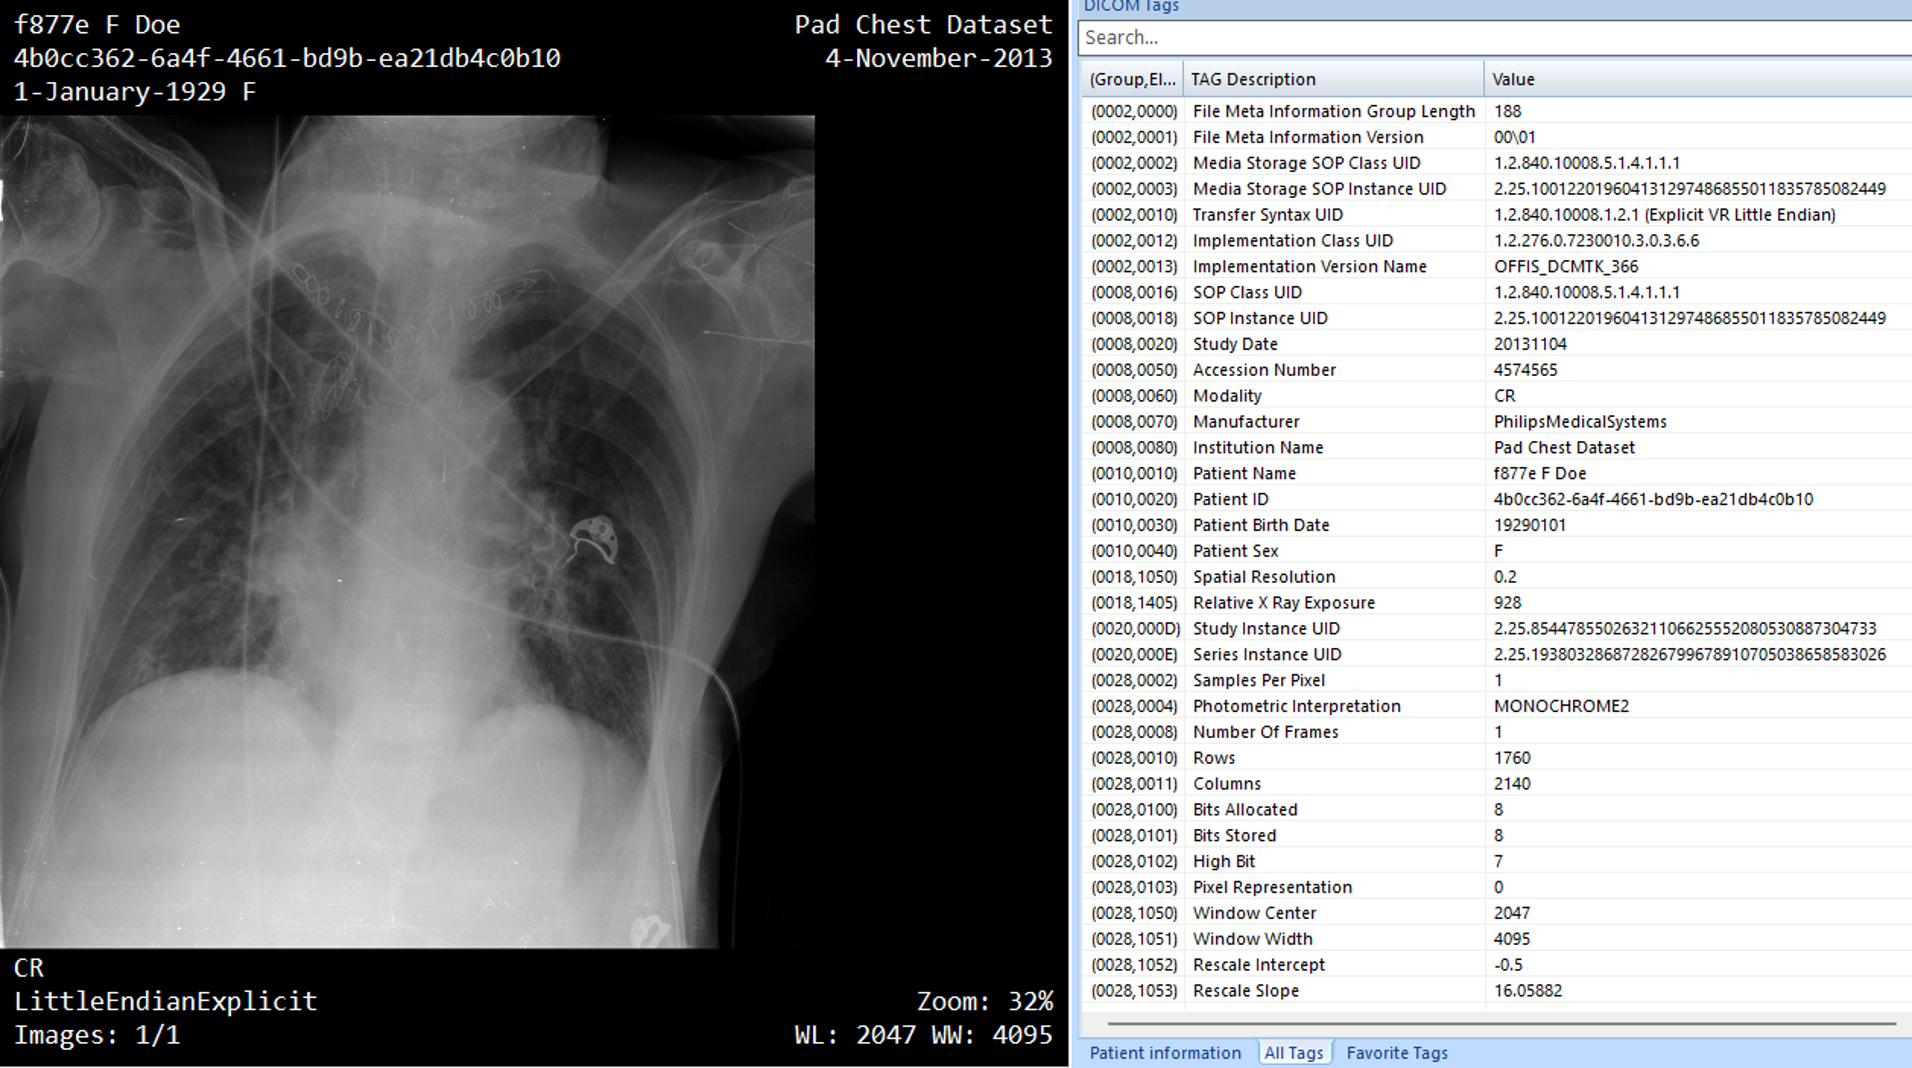 f877e F Doe
4b0cc362-6a4f-4661-bd9b-ea21db4c0b10
1-January-1929 F
Pad Chest Dataset
4-November-2013
CR
LittleEndianExplicit
Images: 1/1
Zoom: 32%
WL: 2047 WW: 4095
DICOM Tags
Search...
(Group,El... TAG Description Value
(0002,0000) File Meta Information Group Length 188
(0002,0001) File Meta Information Version 00\01
(0002,0002) Media Storage SOP Class UID 1.2.840.10008.5.1.4.1.1.1
(0002,0003) Media Storage SOP Instance UID 2.25.100122019604131297486855011835785082449
(0002,0010) Transfer Syntax UID 1.2.840.10008.1.2.1 (Explicit VR Little Endian)
(0002,0012) Implementation Class UID 1.2.276.0.7230010.3.0.3.6.6
(0002,0013) Implementation Version Name OFFIS_DCMTK_366
(0008,0016) SOP Class UID 1.2.840.10008.5.1.4.1.1.1
(0008,0018) SOP Instance UID 2.25.100122019604131297486855011835785082449
(0008,0020) Study Date 20131104
(0008,0050) Accession Number 4574565
(0008,0060) Modality CR
(0008,0070) Manufacturer PhilipsMedicalSystems
(0008,0080) Institution Name Pad Chest Dataset
(0010,0010) Patient Name f877e F Doe
(0010,0020) Patient ID 4b0cc362-6a4f-4661-bd9b-ea21db4c0b10
(0010,0030) Patient Birth Date 19290101
(0010,0040) Patient Sex F
(0018,1050) Spatial Resolution 0.2
(0018,1405) Relative X Ray Exposure 928
(0020,000D) Study Instance UID 2.25.85447855026321106625552080530887304733
(0020,000E) Series Instance UID 2.25.193803286872826799678910705038658583026
(0028,0002) Samples Per Pixel 1
(0028,0004) Photometric Interpretation MONOCHROME2
(0028,0008) Number Of Frames 1
(0028,0010) Rows 1760
(0028,0011) Columns 2140
(0028,0100) Bits Allocated 8
(0028,0101) Bits Stored 8
(0028,0102) High Bit 7
(0028,0103) Pixel Representation 0
(0028,1050) Window Center 2047
(0028,1051) Window Width 4095
(0028,1052) Rescale Intercept -0.5
(0028,1053) Rescale Slope 16.05882
Patient information All Tags Favorite Tags